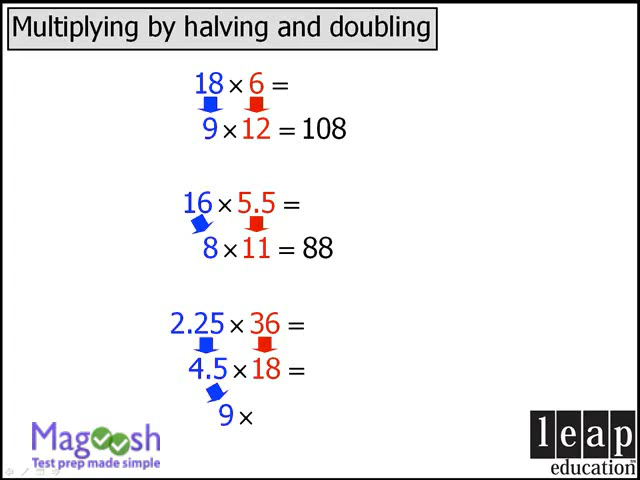 Multiplying by halving and doubling
18 × 6 =
9 × 12 = 108
16 × 5.5 =
8 × 11 = 88
2.25 × 36 =
4.5 × 18 =
9 ×
Magoosh
Test prep made simple
leap
education